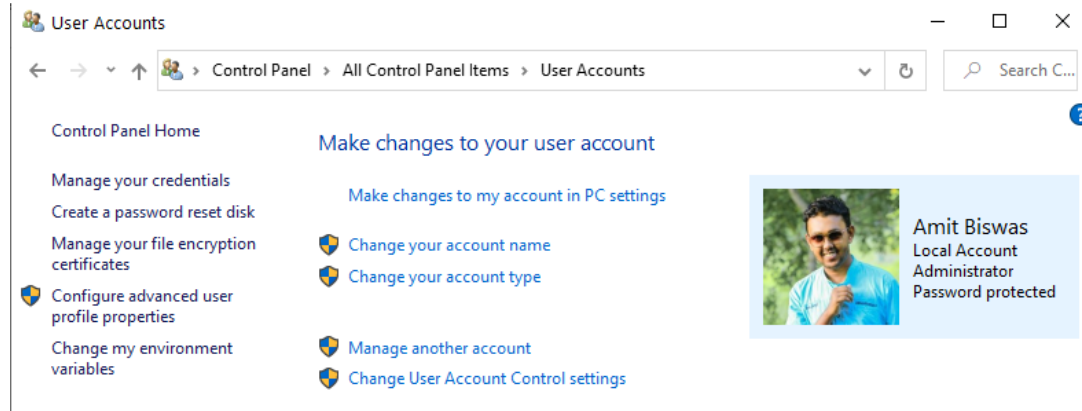 User Accounts
Control Panel > All Control Panel Items > User Accounts
Search C...
Control Panel Home
Manage your credentials
Create a password reset disk
Manage your file encryption
certificates
Configure advanced user
profile properties
Change my environment
variables
Make changes to your user account
Make changes to my account in PC settings
Change your account name
Change your account type
Manage another account
Change User Account Control settings
Amit Biswas
Local Account
Administrator
Password protected
?